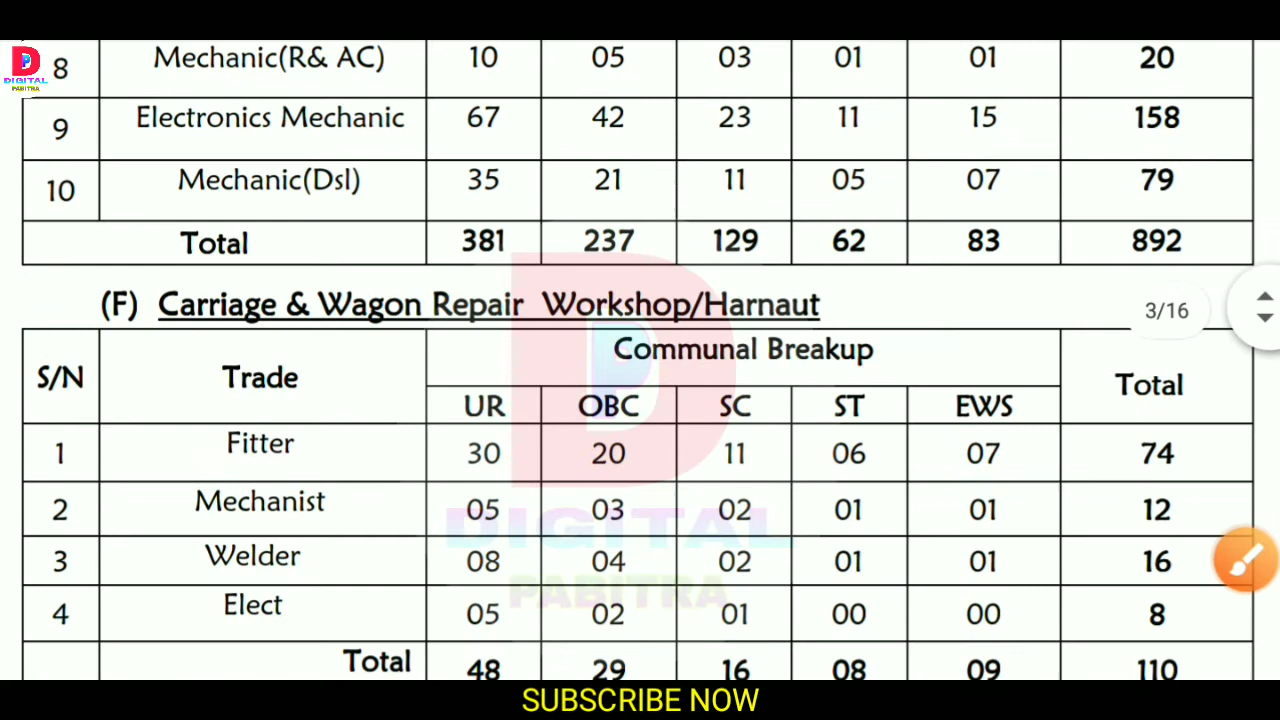 D
DIGITAL
PABITRA
8 Mechanic(R& AC) 10 05 03 01 01 20
9 Electronics Mechanic 67 42 23 11 15 158
10 Mechanic(Dsl) 35 21 11 05 07 79
Total 381 237 129 62 83 892
(F) Carriage & Wagon Repair Workshop/Harnaut
3/16
S/N Trade Communal Breakup Total
UR OBC SC ST EWS
1 Fitter 30 20 11 06 07 74
2 Mechanist 05 03 02 01 01 12
3 Welder 08 04 02 01 01 16
4 Elect 05 02 01 00 00 8
Total 48 29 16 08 09 110
DIGITAL
PABITRA
SUBSCRIBE NOW